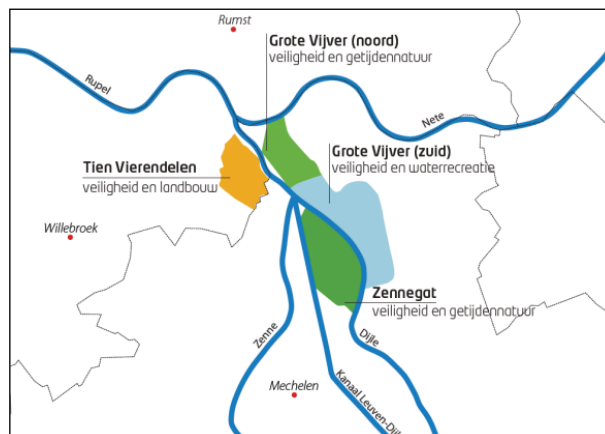 Rumst
Grote Vijver (noord)
veiligheid en getijdennatuur
Rupel
Nete
Grote Vijver (zuid)
veiligheid en waterrecreatie
Tien Vierendelen
veiligheid en landbouw
Willebroek
Zennegat
veiligheid en getijdennatuur
Zenne
Dijle
Mechelen
Kanaal Leuven-Dij